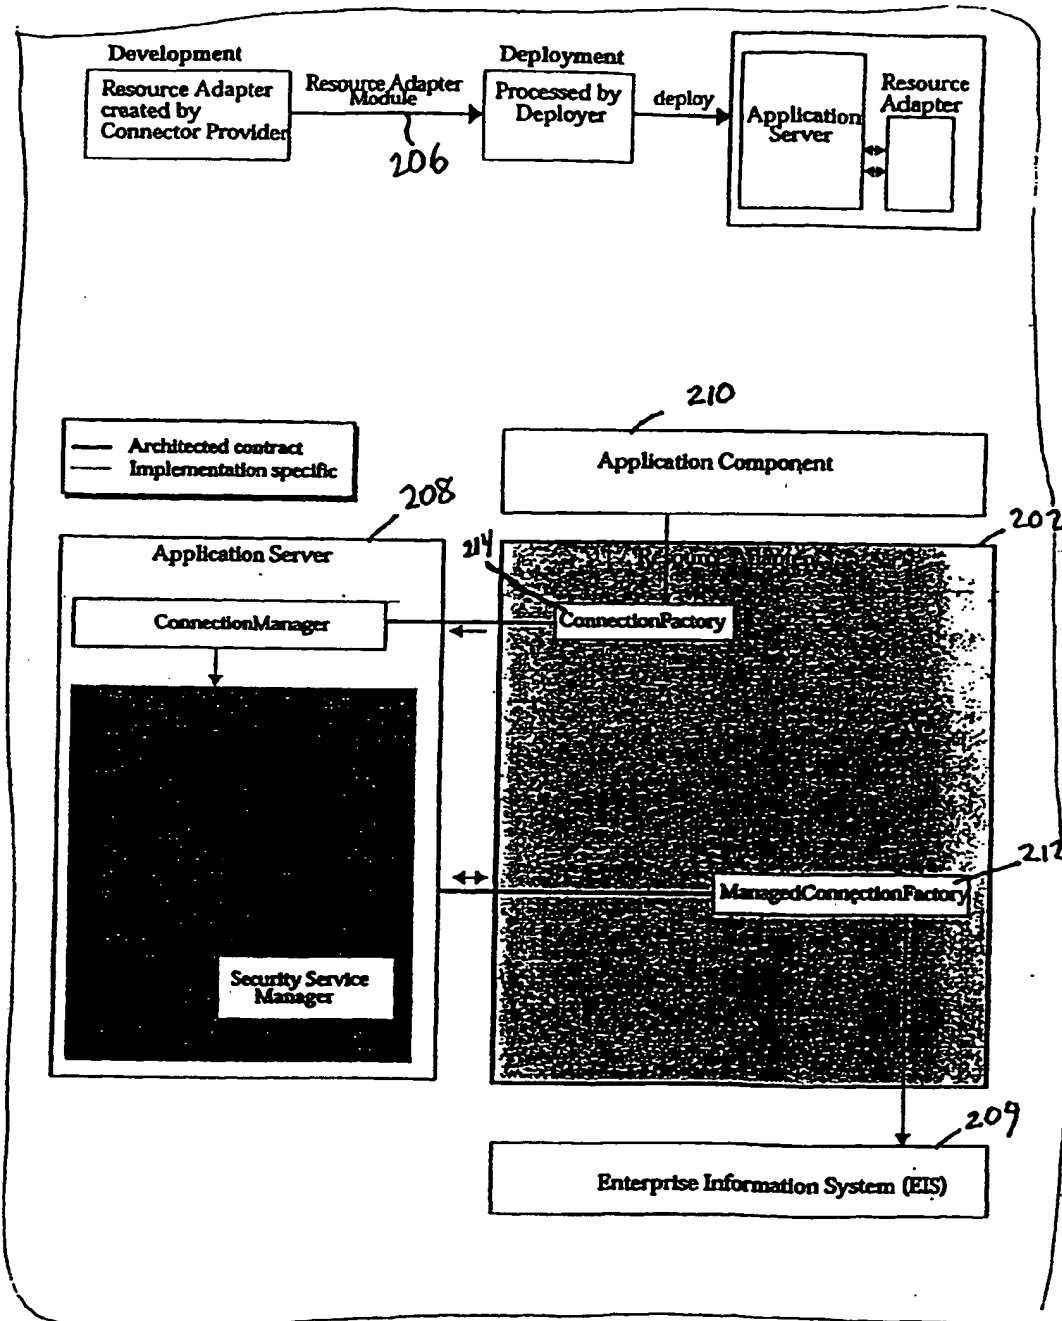 Development
Resource Adapter
created by
Connector Provider
Resource Adapter
Module
206
Deployment
Processed by
Deployer
deploy
Application
Server
Resource
Adapter
210
Architected contract
Implementation specific
Application Component
208
202
Application Server
214
ConnectionManager
ConnectionFactory
212
ManagedConnectionFactory
Security Service
Manager
209
Enterprise Information System (EIS)